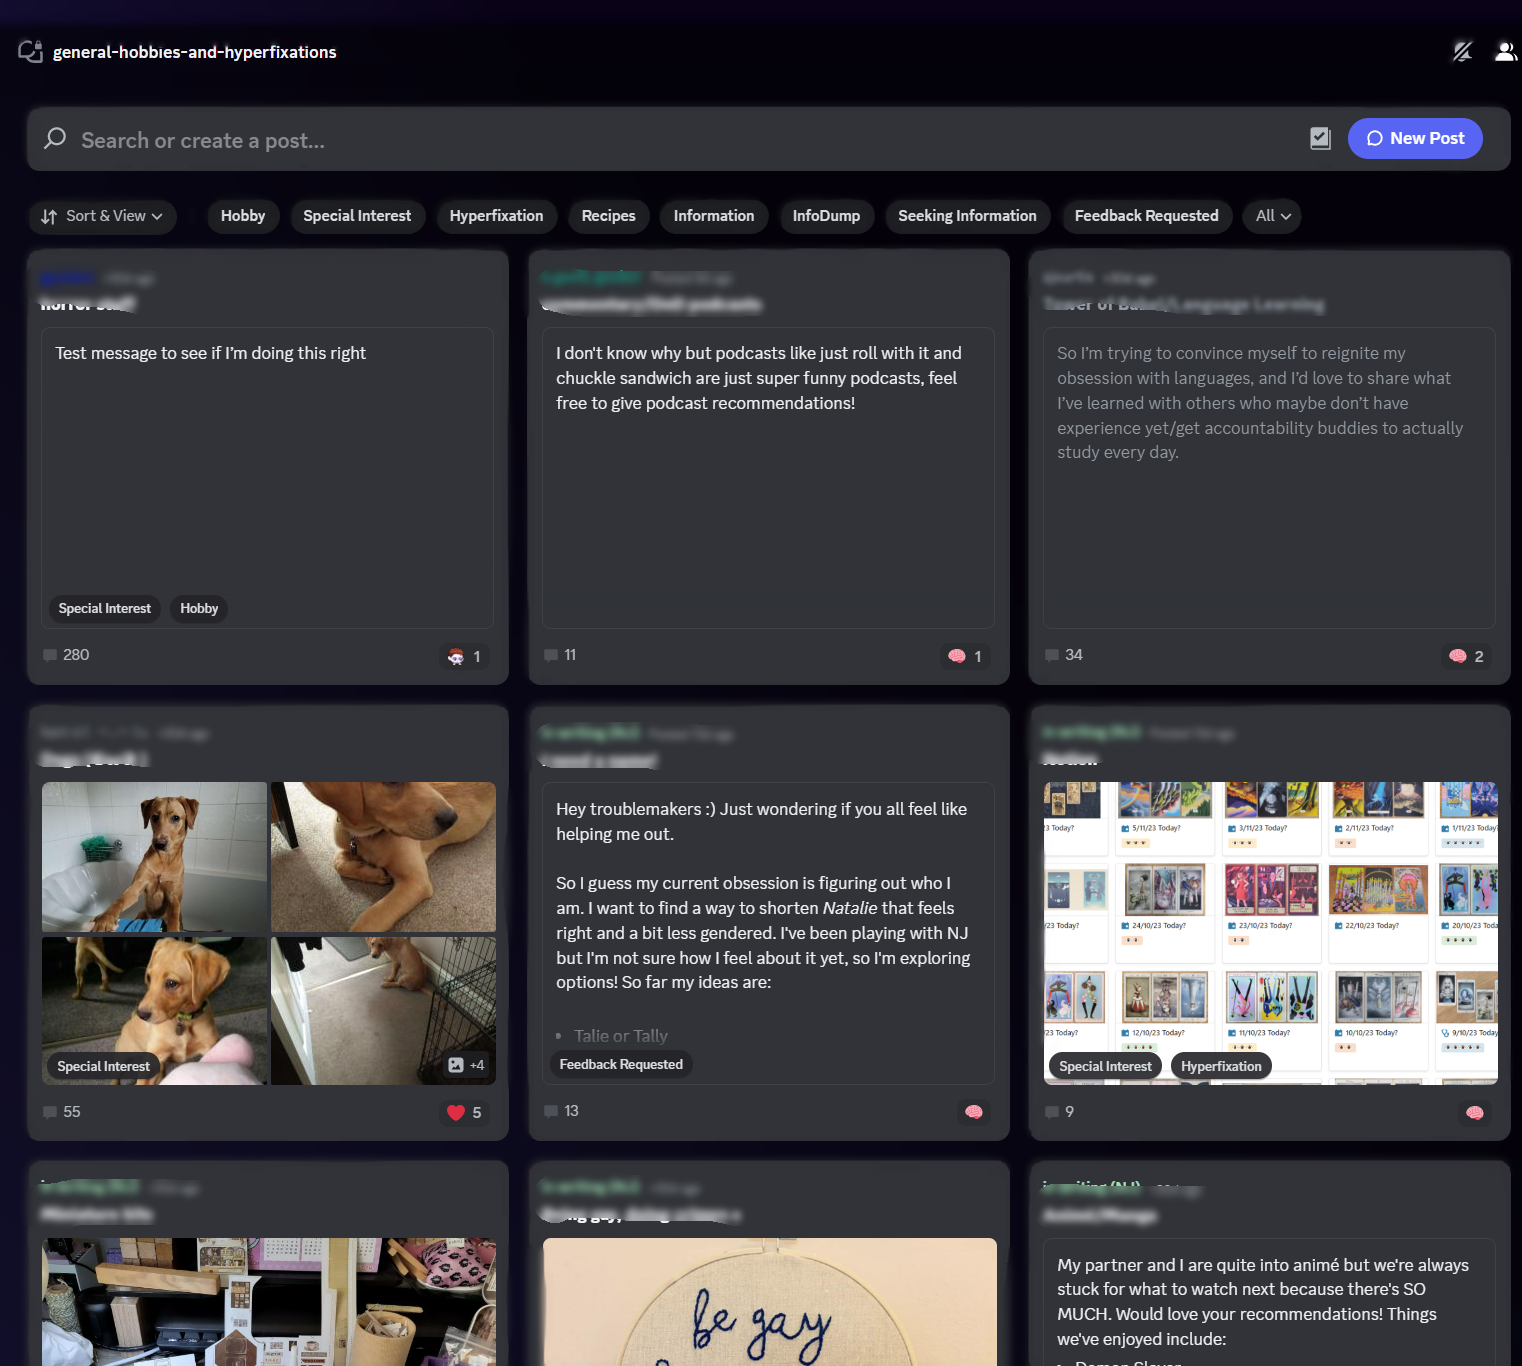 general-hobbies-and-hyperfixations
Search or create a post...
New Post
Sort & View
Hobby
Special Interest
Hyperfixation
Recipes
Information
InfoDump
Seeking Information
Feedback Requested
All
Test message to see if I'm doing this right
Special Interest
Hobby
280
1
I don't know why but podcasts like just roll with it and
chuckle sandwich are just super funny podcasts, feel
free to give podcast recommendations!
11
1
Tower of Babel/Language Learning
So I'm trying to convince myself to reignite my
obsession with languages, and I'd love to share what
I've learned with others who maybe don't have
experience yet/get accountability buddies to actually
study every day.
34
2
Special Interest
+4
55
5
I need a name!
Hey troublemakers :) Just wondering if you all feel like
helping me out.
So I guess my current obsession is figuring out who I
am. I want to find a way to shorten Natalie that feels
right and a bit less gendered. I've been playing with NJ
but I'm not sure how I feel about it yet, so I'm exploring
options! So far my ideas are:
• Talie or Tally
Feedback Requested
13
Notion
3 Today?
5/11/23 Today?
3/11/23 Today?
2/11/23 Today?
1/11/23 Today?
/23 Today?
24/10/23 Today?
23/10/23 Today?
22/10/23 Today?
20/10/23 Toda
/23 Today?
12/10/23 Today?
11/10/23 Today?
10/10/23 Today?
9/10/23 Today
Special Interest
Hyperfixation
9
be gay
Animé/Manga
My partner and I are quite into animé but we're always
stuck for what to watch next because there's SO
MUCH. Would love your recommendations! Things
we've enjoyed include:
• Demon Slayer